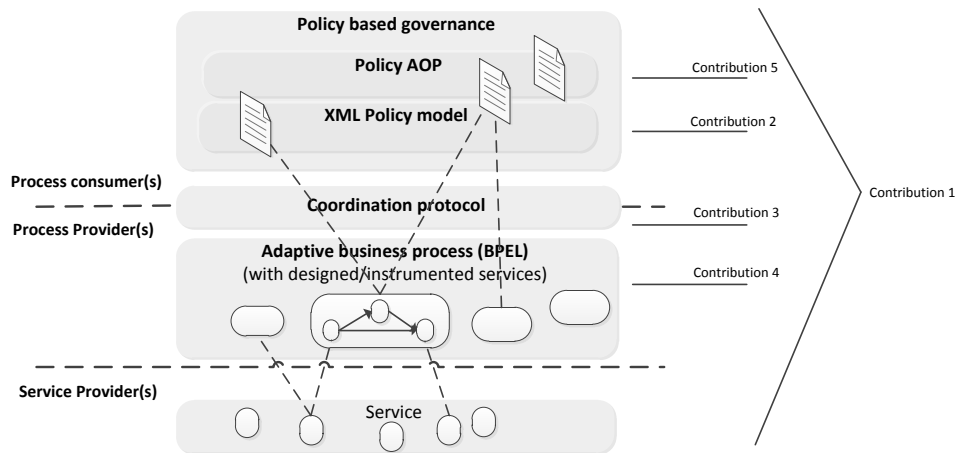 Policy based governance
Policy AOP
Contribution 5
XML Policy model
Contribution 2
Process consumer(s)
Contribution 1
Coordination protocol
Contribution 3
Process Provider(s)
Adaptive business process (BPEL)
(with designed/instrumented services)
Contribution 4
Service Provider(s)
Service